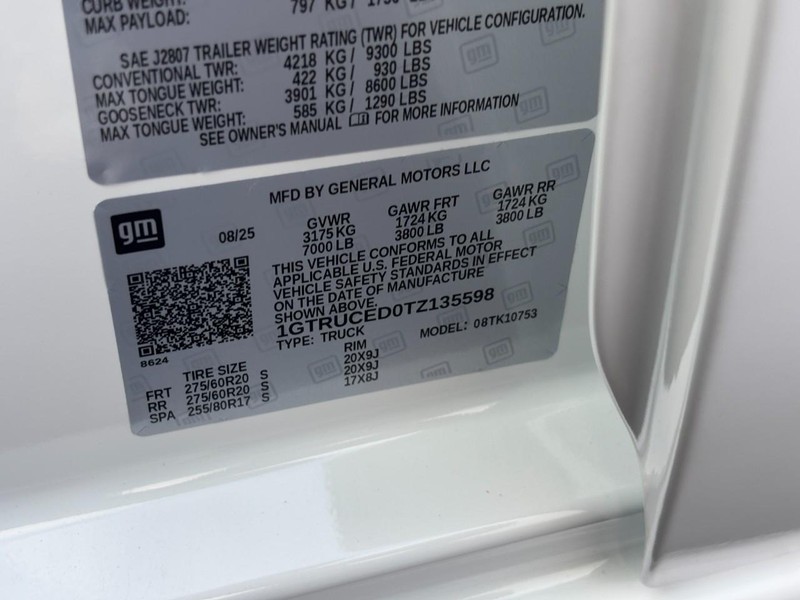 CURB WEIGHT:
MAX PAYLOAD: 797 KG/
SAE J2807 TRAILER WEIGHT RATING (TWR) FOR VEHICLE CONFIGURATION.
CONVENTIONAL TWR: 4218 KG/ 9300 LBS
MAX TONGUE WEIGHT: 422 KG/ 930 LBS
GOOSENECK TWR: 3901 KG/ 8600 LBS
MAX TONGUE WEIGHT: 585 KG/ 1290 LBS
SEE OWNER'S MANUAL FOR MORE INFORMATION
MFD BY GENERAL MOTORS LLC
gm
08/25
GVWR GAWR FRT GAWR RR
3175 KG 1724 KG 1724 KG
7000 LB 3800 LB 3800 LB
THIS VEHICLE CONFORMS TO ALL
APPLICABLE U.S. FEDERAL MOTOR
VEHICLE SAFETY STANDARDS IN EFFECT
ON THE DATE OF MANUFACTURE
SHOWN ABOVE.
1GTRUCED0TZ135598
TYPE: TRUCK MODEL: 08TK10753
8624
TIRE SIZE RIM
FRT 275/60R20 S 20X9J
RR 275/60R20 S 20X9J
SPA 255/80R17 S 17X8J